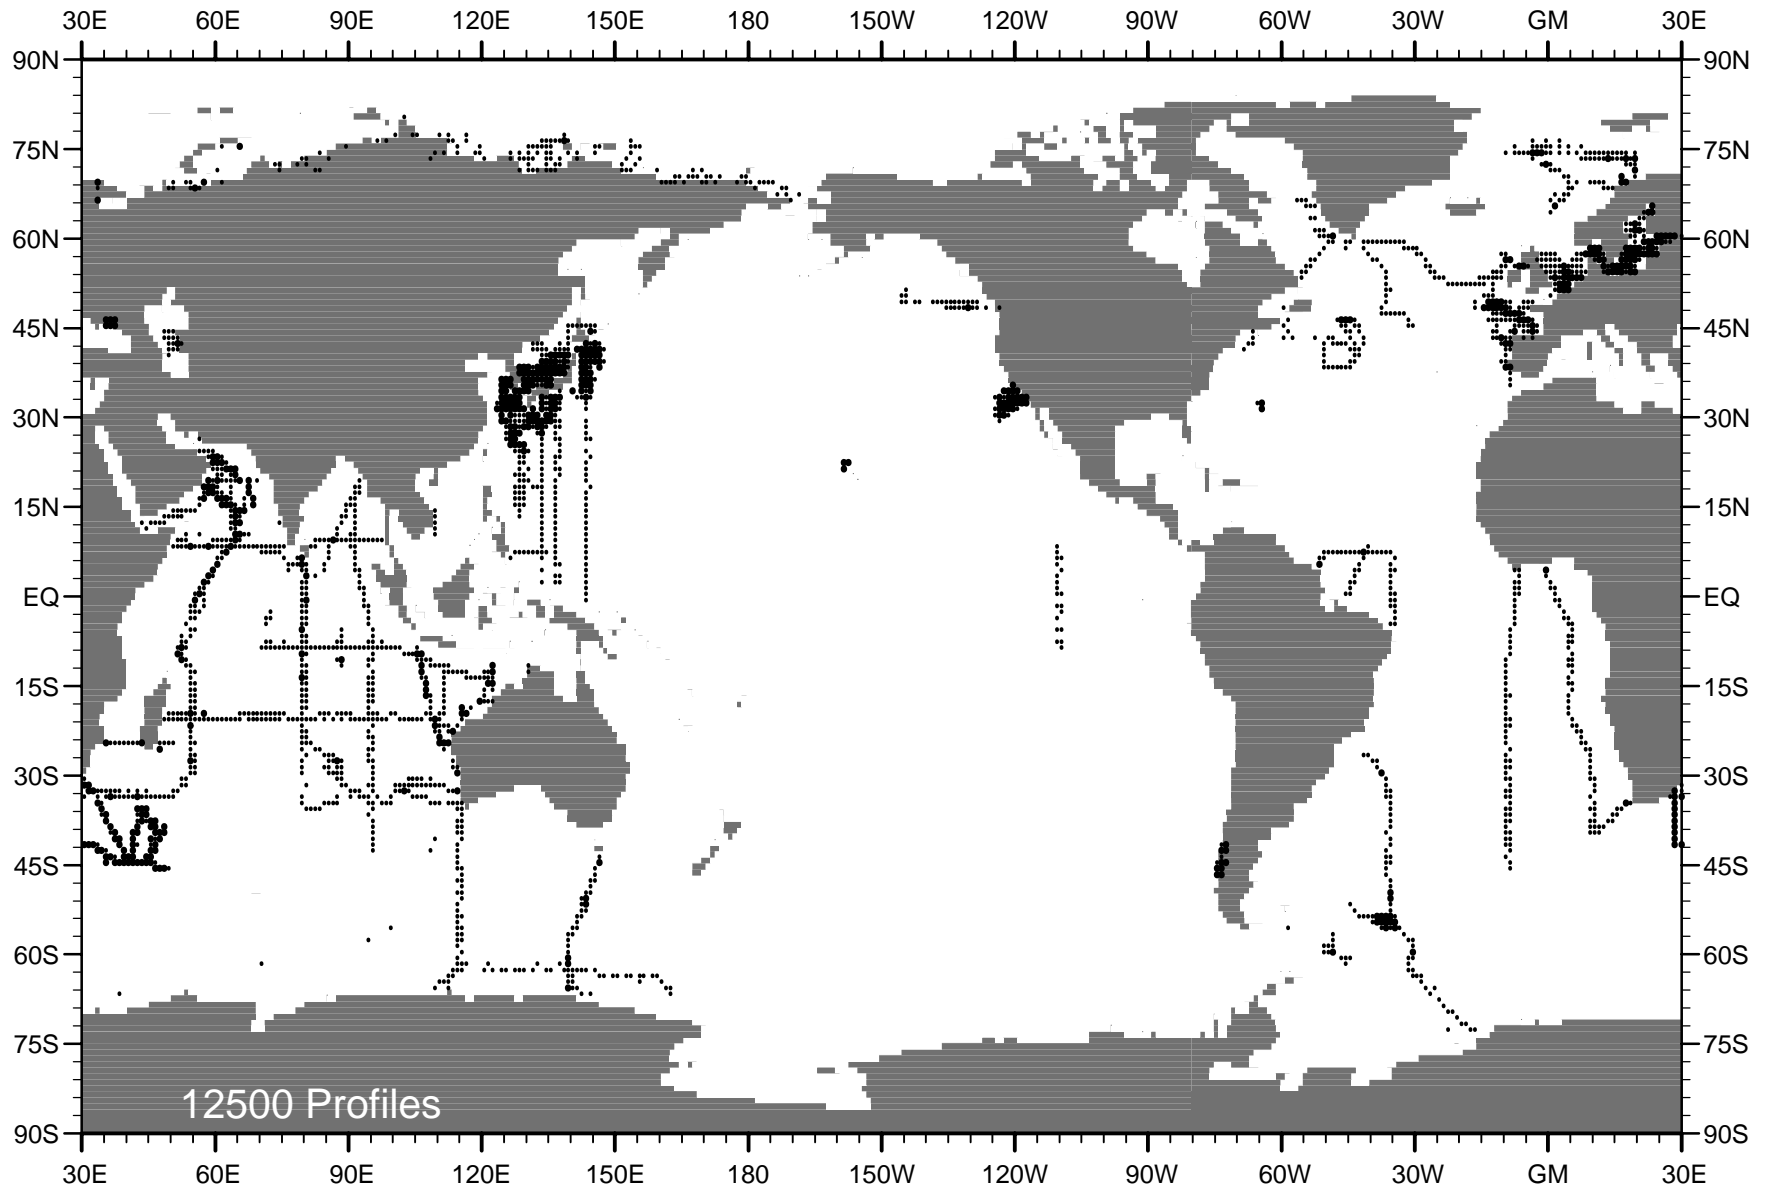 30E 60E 90E 120E 150E 180 150W 120W 90W 60W 30W GM 30E
90N 90N
75N 75N
60N 60N
45N 45N
30N 30N
15N 15N
EQ EQ
15S 15S
30S 30S
45S 45S
60S 60S
75S 75S
12500 Profiles
90S 90S
30E 60E 90E 120E 150E 180 150W 120W 90W 60W 30W GM 30E